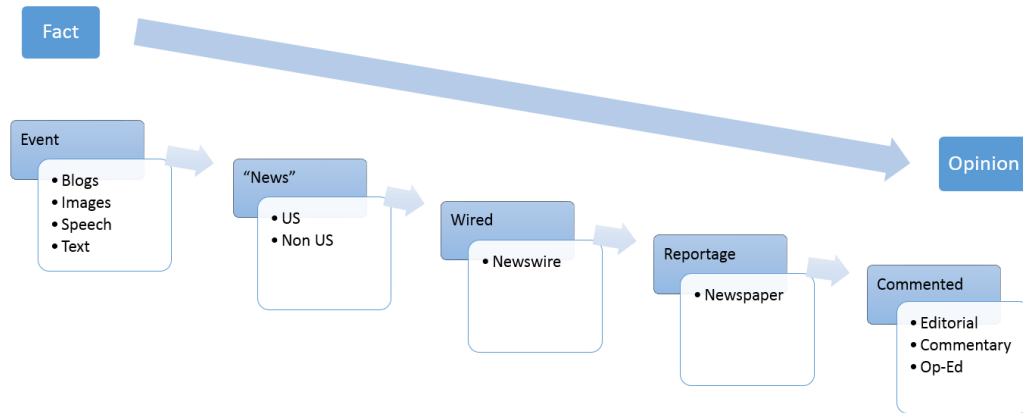 Fact
Opinion
Event
• Blogs
• Images
• Speech
• Text
“News”
• US
• Non US
Wired
• Newswire
Reportage
• Newspaper
Commented
• Editorial
• Commentary
• Op-Ed